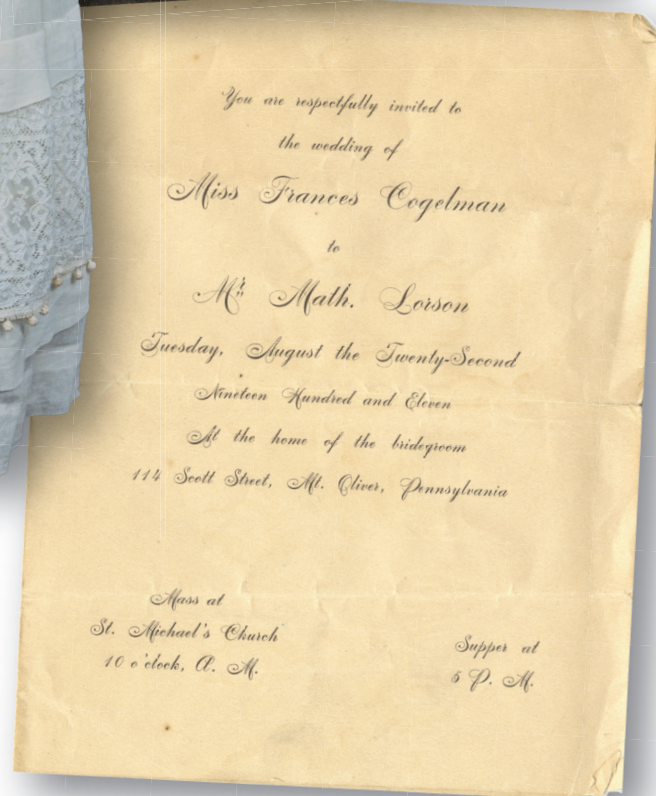 You are respectfully invited to
the wedding of
Miss Frances Cogelman
to
Mr. Math. Lorson
Tuesday, August the Twenty-Second
Nineteen Hundred and Eleven
At the home of the bridegroom
114 Scott Street, Mt. Oliver, Pennsylvania
Mass at
St. Michael's Church
10 o'clock, A. M.
Supper at
5 P. M.